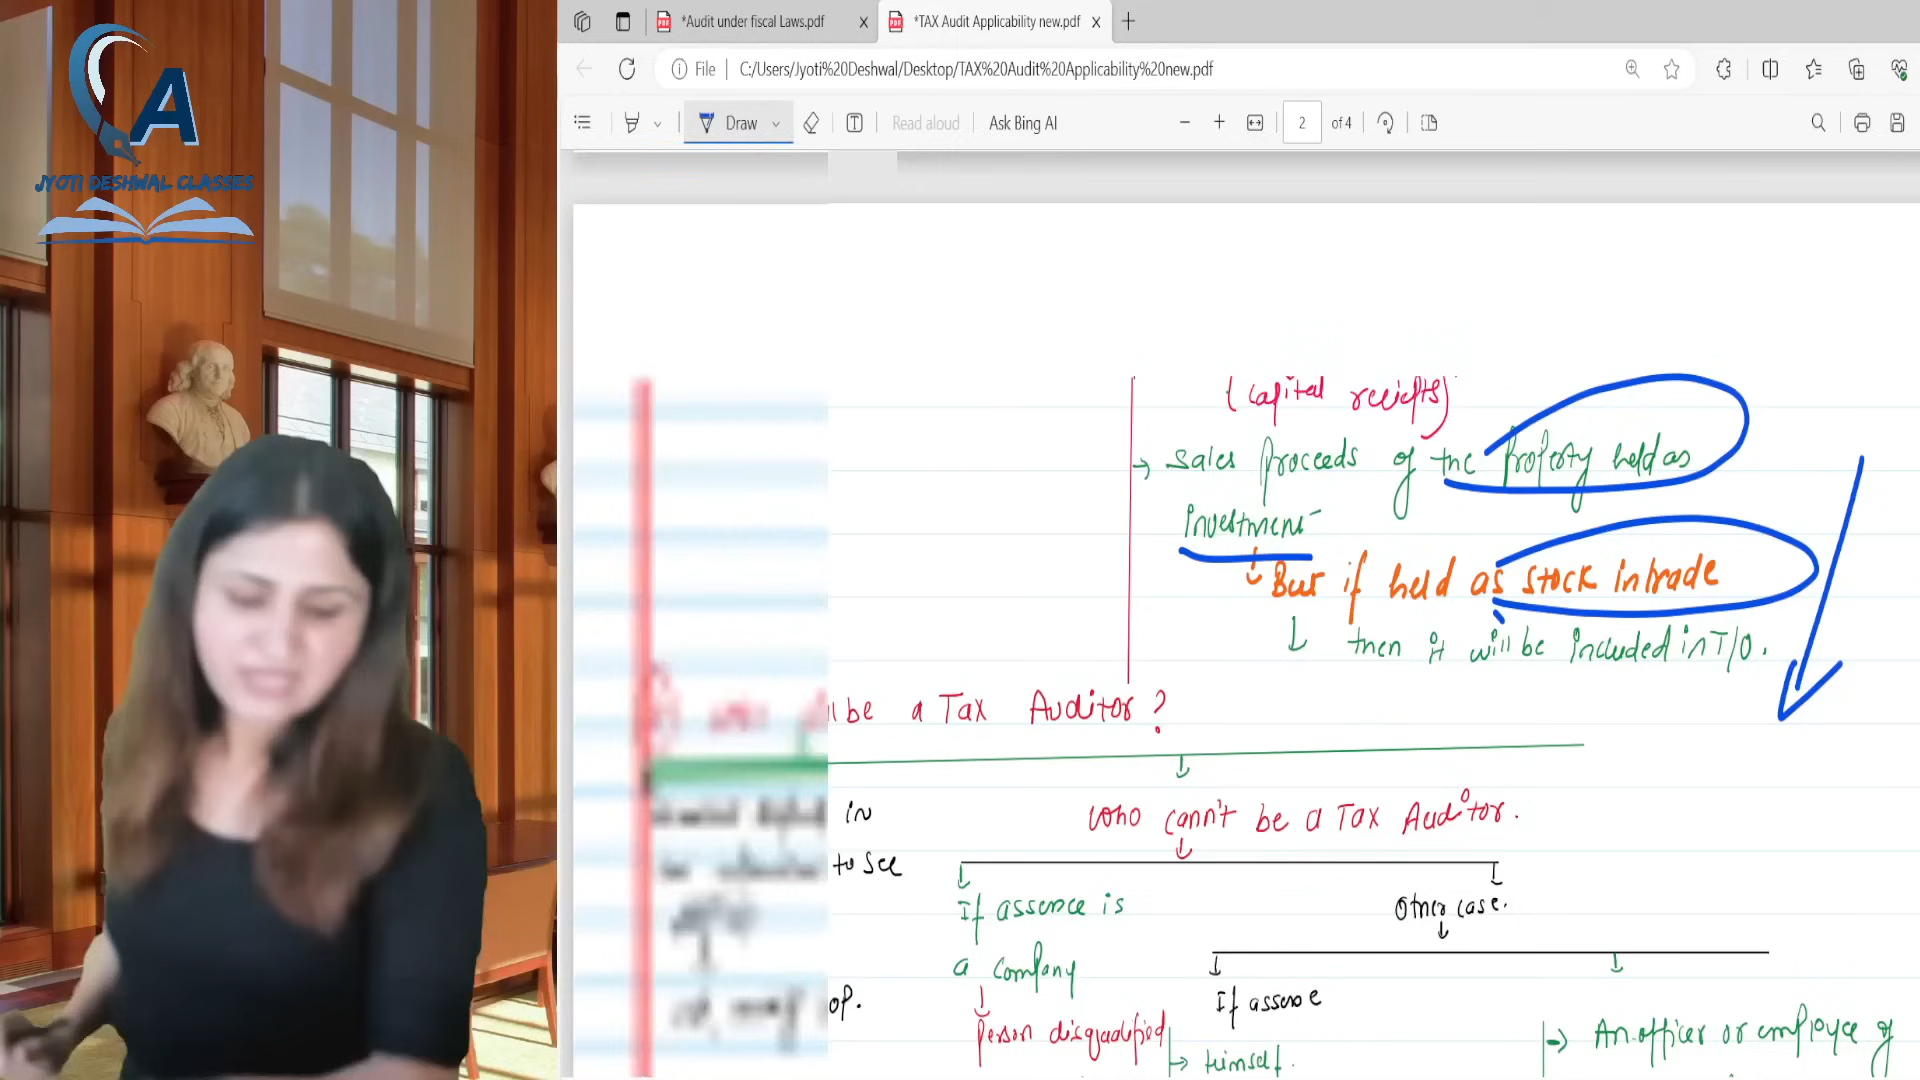 A
JYOTI DESHWAL CLASSES
*Audit under fiscal Laws.pdf
*TAX Audit Applicability new.pdf
File
C:/Users/Jyoti%20Deshwal/Desktop/TAX%20Audit%20Applicability%20new.pdf
Draw
Read aloud
Ask Bing AI
2 of 4
(capital reciepts)
→ Sales proceeds of the property held as
investment
But if held as stock in trade
then it will be included in T/O.
be a Tax Auditor?
in
to see
op.
Who cann't be a Tax Auditor.
If assesee is
a company
Person disqualified
Other case.
If assesee
→ Himself.
→ An officer or employee of